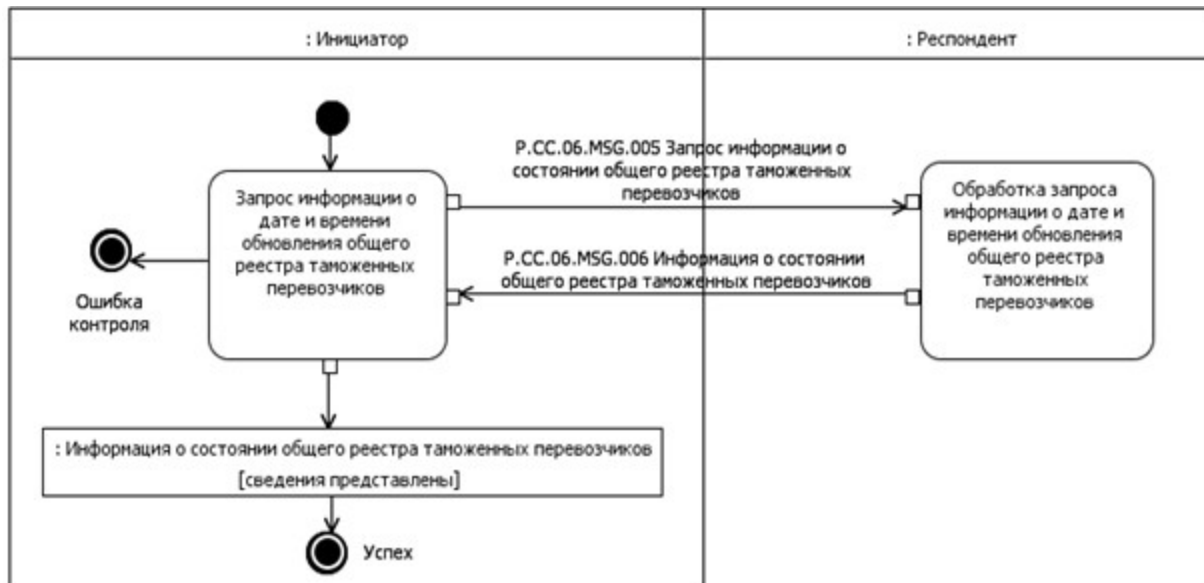 : Инициатор
: Респондент
P.CC.06.MSG.005 Запрос информации о
состоянии общего реестра таможенных
перевозчиков
Запрос информации о
дате и времени
обновления общего
реестра таможенных
перевозчиков
Обработка запроса
информации о дате и
времени обновления
общего реестра
таможенных
перевозчиков
P.CC.06.MSG.006 Информация о состоянии
общего реестра таможенных перевозчиков
Ошибка
контроля
: Информация о состоянии общего реестра таможенных перевозчиков
[сведения представлены]
Успех